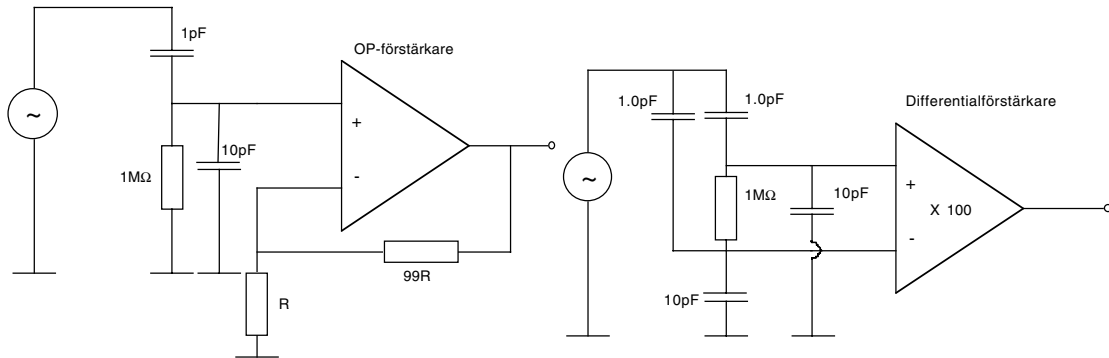 1pF
OP-förstärkare
~
+
-
10pF
1MΩ
99R
R
1.0pF
1.0pF
Differentialförstärkare
~
+
X 100
-
1MΩ
10pF
10pF